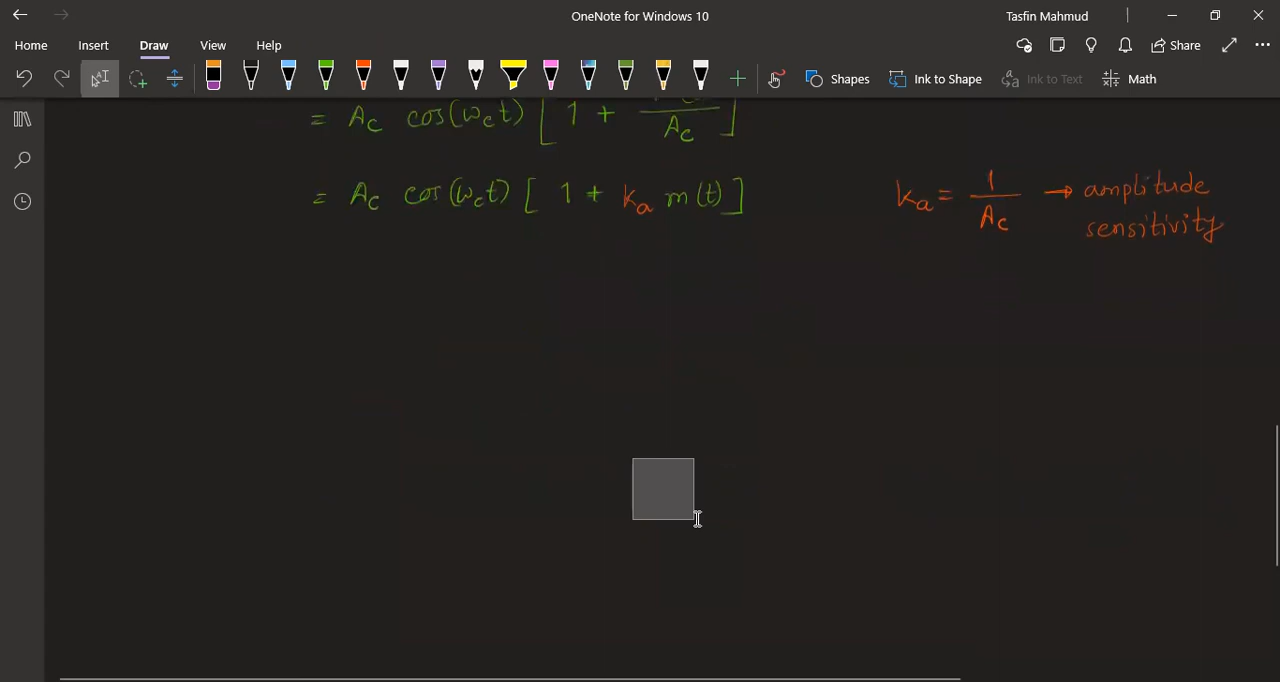 OneNote for Windows 10
Tasfin Mahmud
Home Insert Draw View Help
Share
Shapes Ink to Shape Ink to Text Math
= Ac cos(ωct) [ 1 + / Ac ]
= Ac cos(ωct) [ 1 + ka m(t) ]
ka = 1/Ac → amplitude
sensitivity